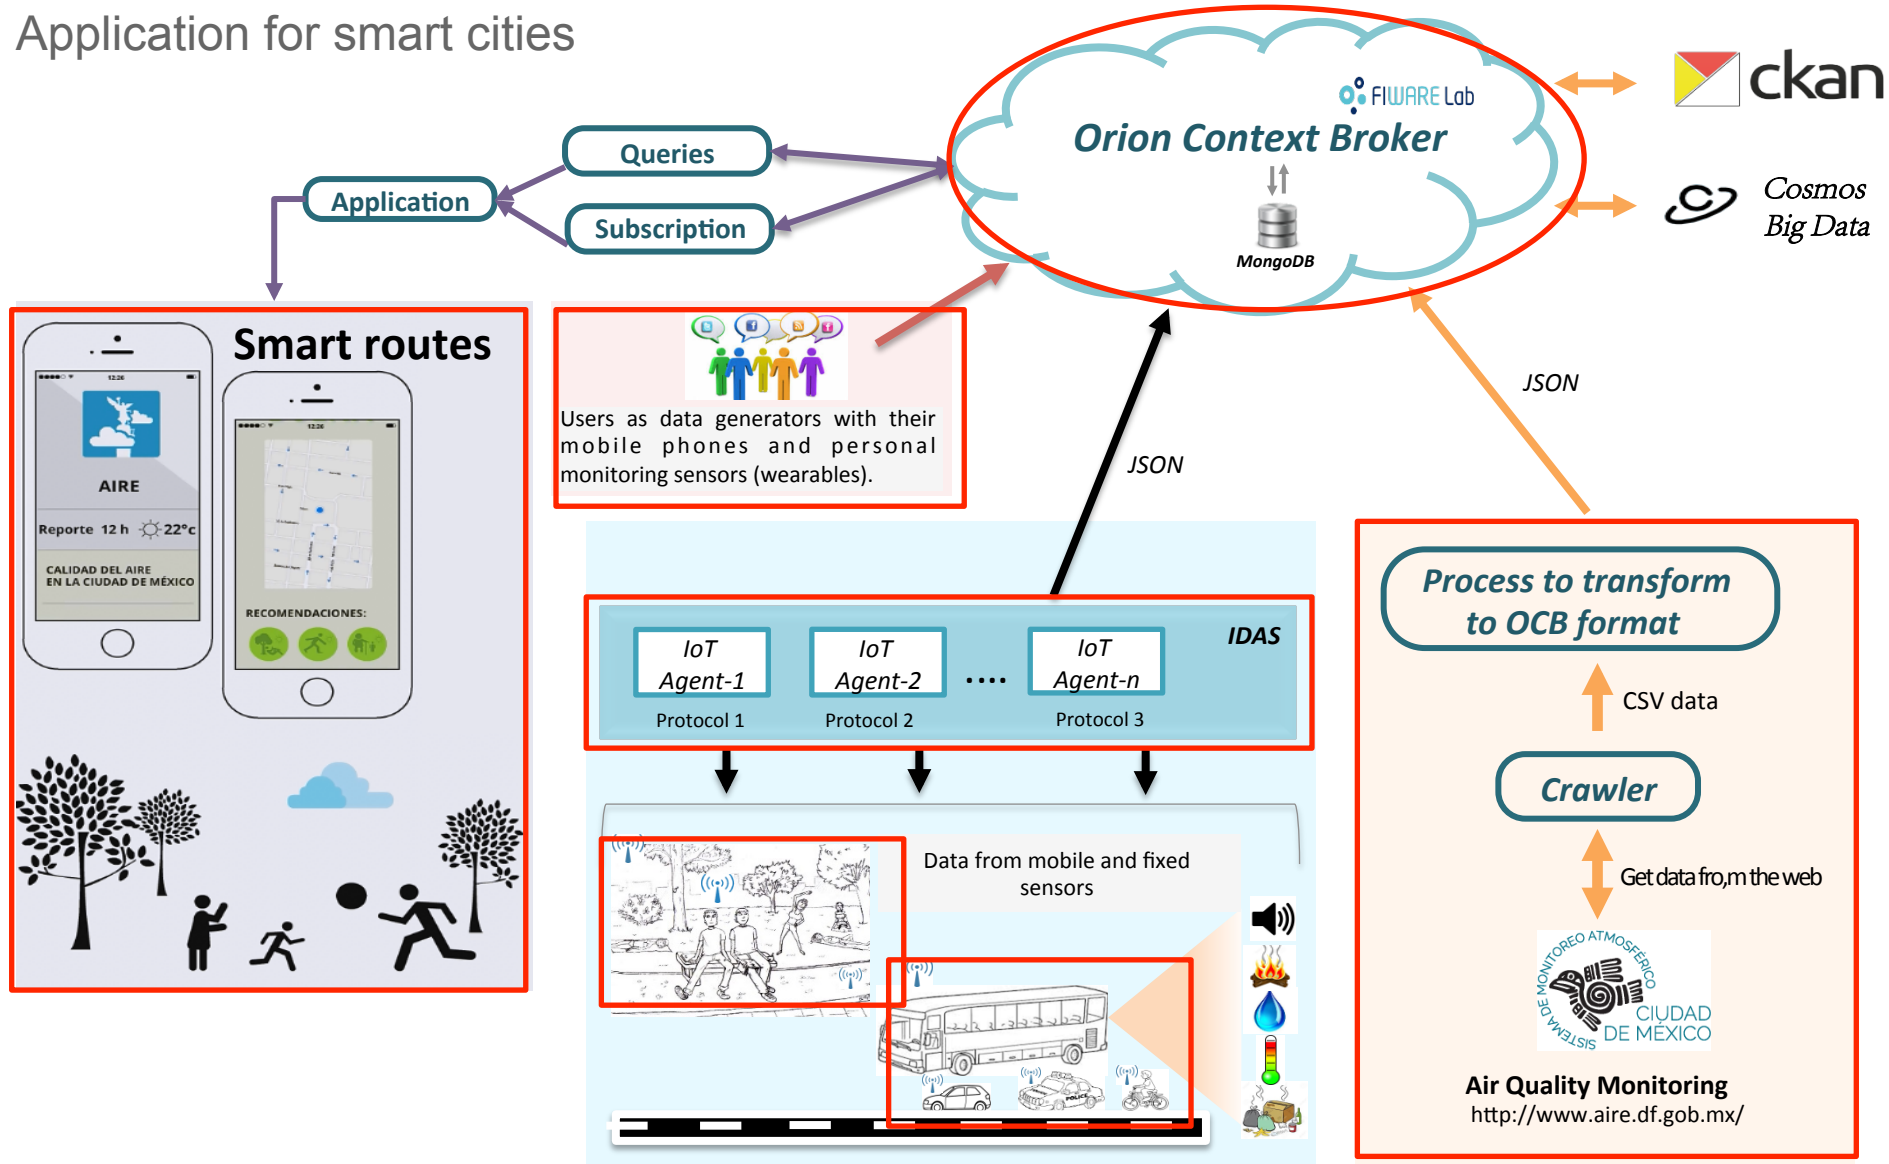 Application for smart cities
FIWARE Lab
Orion Context Broker
MongoDB
ckan
Cosmos
Big Data
Queries
Application
Subscription
Smart routes
12:26
AIRE
Reporte 12 h 22°c
CALIDAD DEL AIRE
EN LA CIUDAD DE MÉXICO
12:26
RECOMENDACIONES:
Users as data generators with their
mobile phones and personal
monitoring sensors (wearables).
JSON
JSON
IDAS
IoT
Agent-1
IoT
Agent-2
....
IoT
Agent-n
Protocol 1
Protocol 2
Protocol 3
Data from mobile and fixed
sensors
POLICE
Process to transform
to OCB format
CSV data
Crawler
Get data fro,m the web
SISTEMA DE MONITOREO ATMOSFÉRICO
CIUDAD
DE MÉXICO
Air Quality Monitoring
http://www.aire.df.gob.mx/